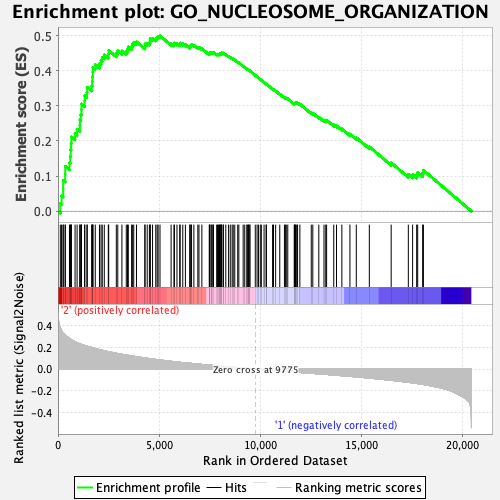 Enrichment plot: GO_NUCLEOSOME_ORGANIZATION
Enrichment score (ES)
0.5
0.4
0.3
0.2
0.1
0.0
Ranked list metric (Signal2Noise)
'2' (positively correlated)
0.4
0.2
0.0
-0.2
-0.4
Zero cross at 9775
'1' (negatively correlated)
0
5,000
10,000
15,000
20,000
Rank in Ordered Dataset
Enrichment profile
Hits
Ranking metric scores